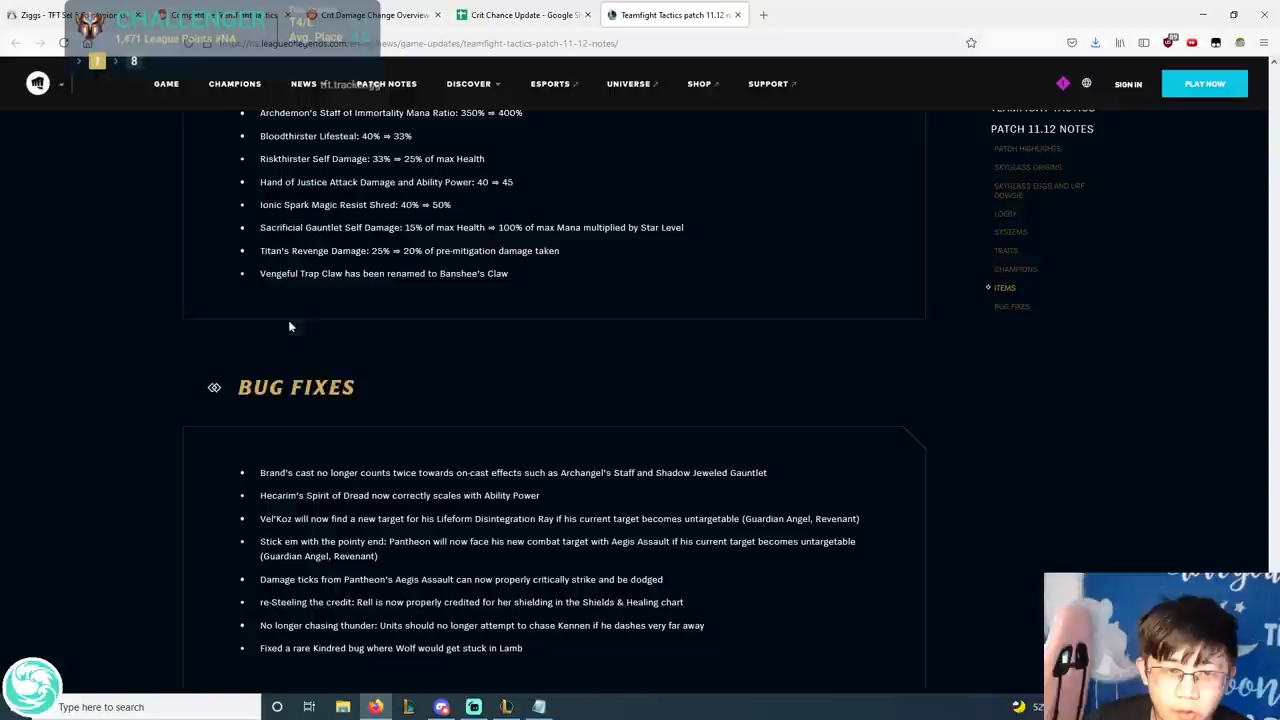 Ziggs - TFT Set 5 Champion G
Competitive Teamfight Tactics
Crit Damage Change Overview
Crit Chance Update - Google S
Teamfight Tactics patch 11.12 n
CHALLENGER
1,471 League Points #NA
T4/L
Avg. Place 4.5
1 8
leagueoflegends.com news/game-updates/teamfight-tactics-patch-11-12-notes/
GAME CHAMPIONS NEWS PATCH NOTES DISCOVER ESPORTS UNIVERSE SHOP SUPPORT SIGN IN PLAY NOW
• Archdemon's Staff of Immortality Mana Ratio: 350% ⇒ 400%
• Bloodthirster Lifesteal: 40% ⇒ 33%
• Riskthirster Self Damage: 33% ⇒ 25% of max Health
• Hand of Justice Attack Damage and Ability Power: 40 ⇒ 45
• Ionic Spark Magic Resist Shred: 40% ⇒ 50%
• Sacrificial Gauntlet Self Damage: 15% of max Health ⇒ 100% of max Mana multiplied by Star Level
• Titan's Revenge Damage: 25% ⇒ 20% of pre-mitigation damage taken
• Vengeful Trap Claw has been renamed to Banshee's Claw
TEAMFIGHT TACTICS
PATCH 11.12 NOTES
PATCH HIGHLIGHTS
SKYGLASS ORIGINS
SKYGLASS EGGS AND URF
DOWSIE
LOBBY
SYSTEMS
TRAITS
CHAMPIONS
ITEMS
BUG FIXES
BUG FIXES
• Brand's cast no longer counts twice towards on-cast effects such as Archangel's Staff and Shadow Jeweled Gauntlet
• Hecarim's Spirit of Dread now correctly scales with Ability Power
• Vel'Koz will now find a new target for his Lifeform Disintegration Ray if his current target becomes untargetable (Guardian Angel, Revenant)
• Stick em with the pointy end: Pantheon will now face his new combat target with Aegis Assault if his current target becomes untargetable
(Guardian Angel, Revenant)
• Damage ticks from Pantheon's Aegis Assault can now properly critically strike and be dodged
• re-Steeling the credit: Rell is now properly credited for her shielding in the Shields & Healing chart
• No longer chasing thunder: Units should no longer attempt to chase Kennen if he dashes very far away
• Fixed a rare Kindred bug where Wolf would get stuck in Lamb
Type here to search